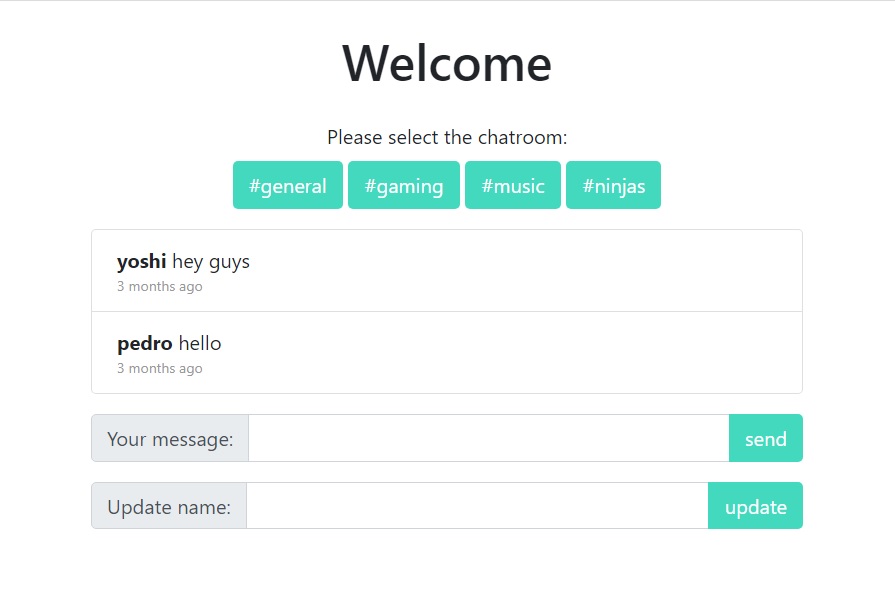 Welcome
Please select the chatroom:
#general #gaming #music #ninjas
yoshi hey guys
3 months ago
pedro hello
3 months ago
Your message: send
Update name: update